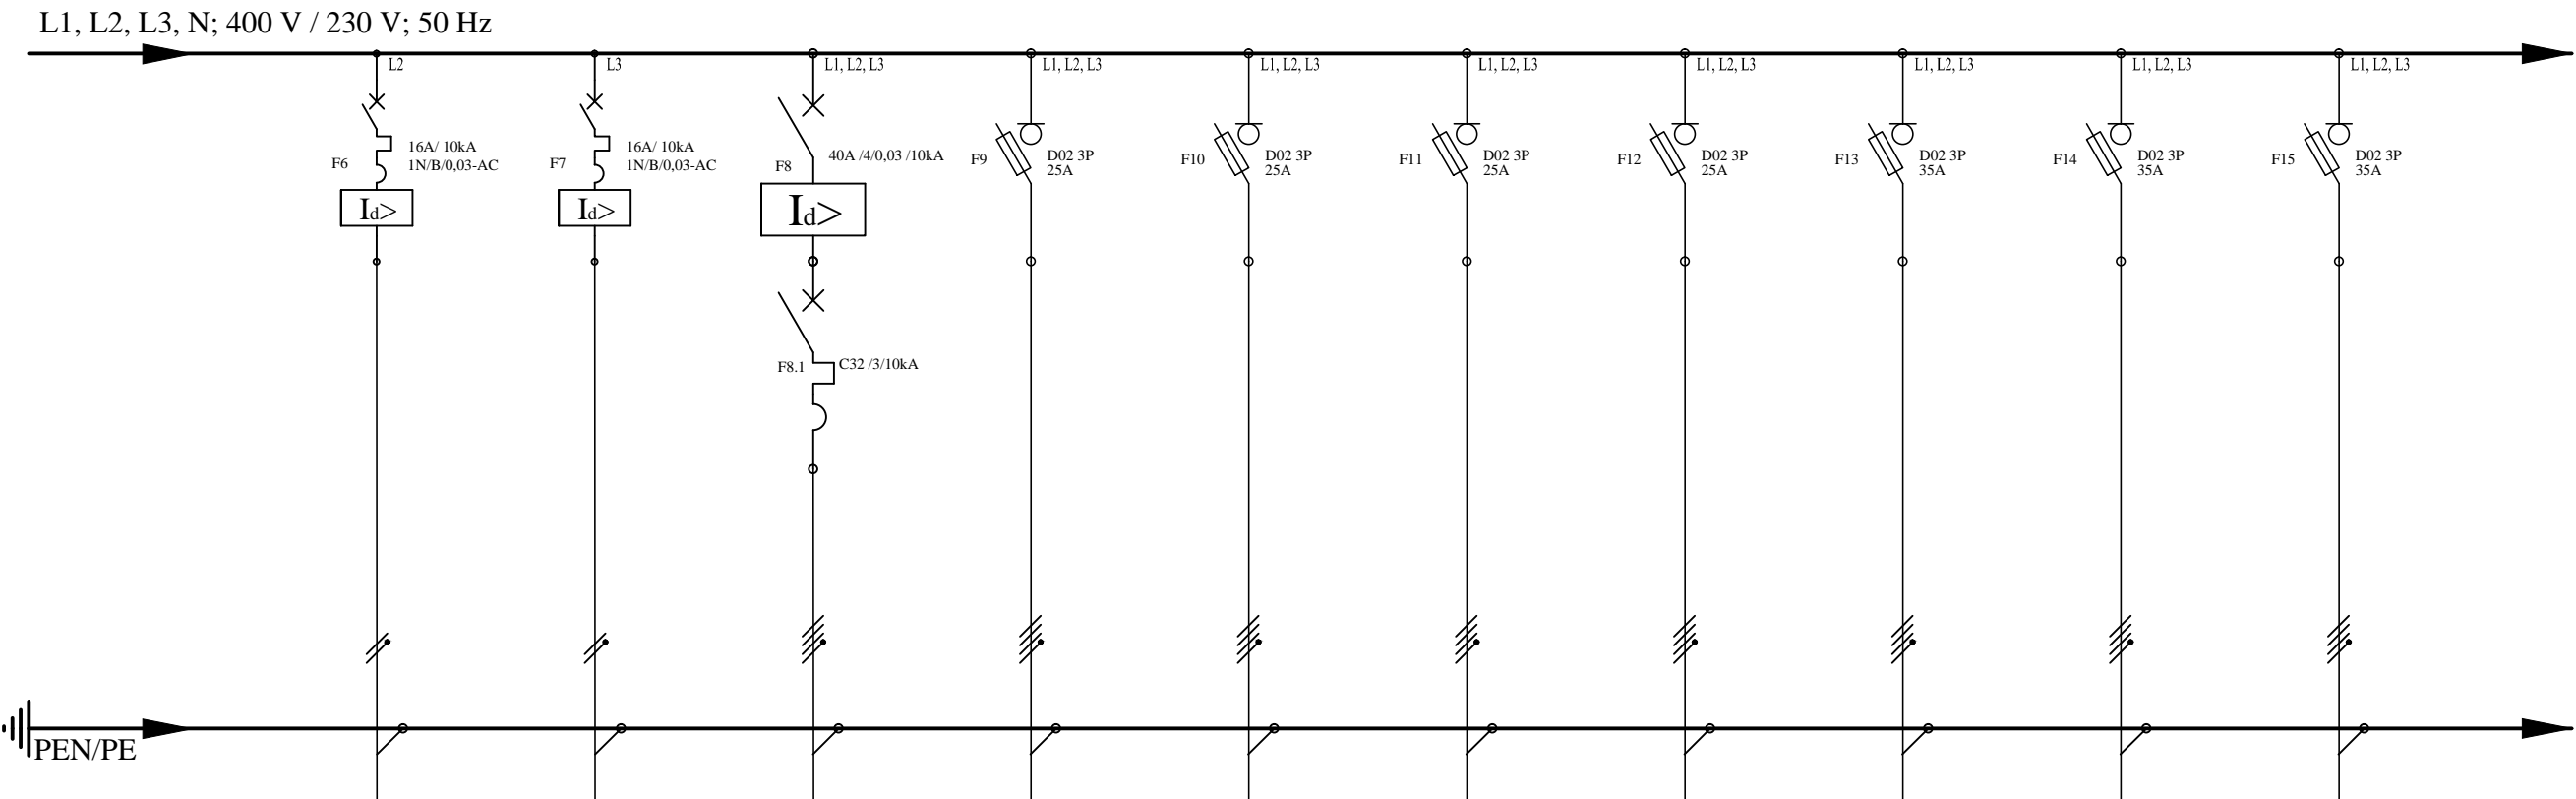 L1, L2, L3, N; 400 V / 230 V; 50 Hz
L2
L3
L1, L2, L3
L1, L2, L3
L1, L2, L3
L1, L2, L3
L1, L2, L3
L1, L2, L3
L1, L2, L3
L1, L2, L3
F6
16A/ 10kA
1N/B/0,03-AC
Id>
F7
16A/ 10kA
1N/B/0,03-AC
Id>
F8
40A /4/0,03 /10kA
Id>
F8.1
C32 /3/10kA
F9
D02 3P
25A
F10
D02 3P
25A
F11
D02 3P
25A
F12
D02 3P
25A
F13
D02 3P
35A
F14
D02 3P
35A
F15
D02 3P
35A
PEN/PE